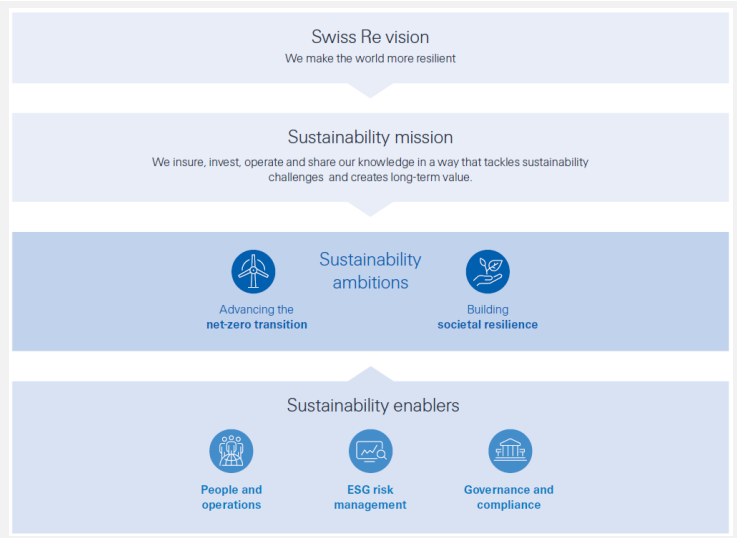 Swiss Re vision
We make the world more resilient
Sustainability mission
We insure, invest, operate and share our knowledge in a way that tackles sustainability
challenges and creates long-term value.
Sustainability
ambitions
Advancing the
net-zero transition
Building
societal resilience
Sustainability enablers
People and
operations
ESG risk
management
Governance and
compliance